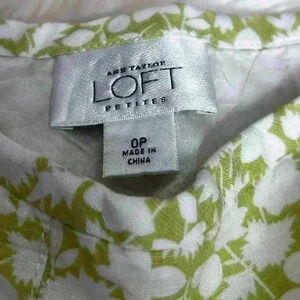 ANN TAYLOR
LOFT
PETITES
0P
MADE IN
CHINA